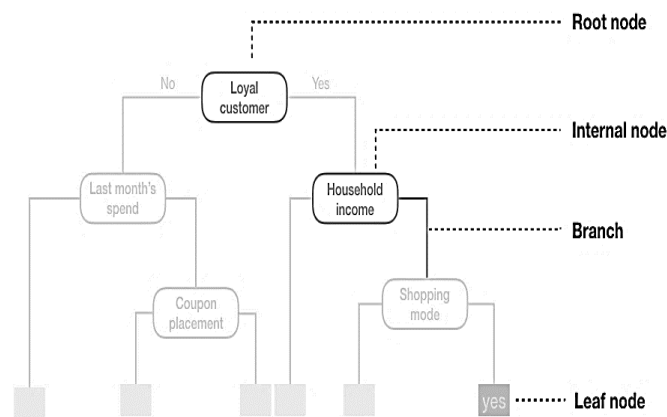 Root node
No
Yes
Loyal
customer
Internal node
Last month's
spend
Household
income
Branch
Coupon
placement
Shopping
mode
yes
Leaf node